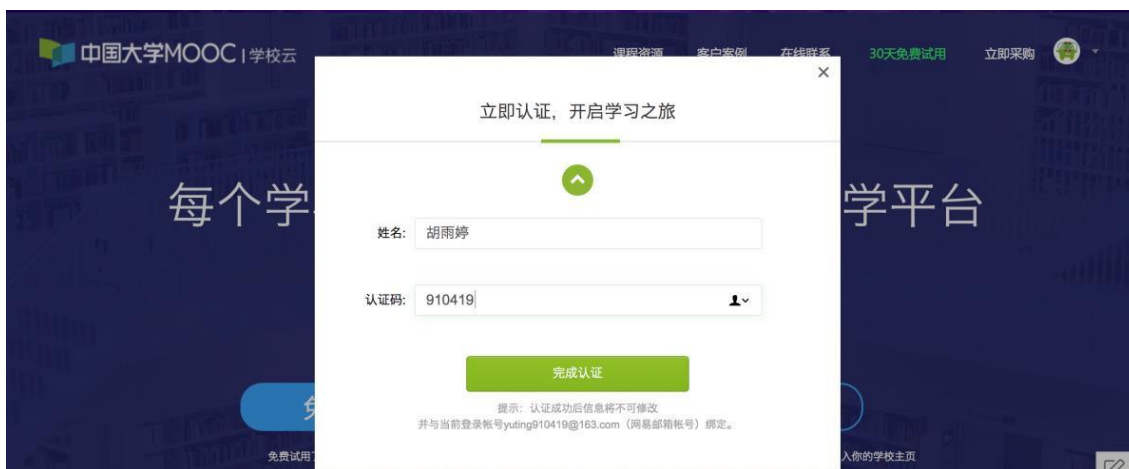 中国大学MOOC | 学校云
课程资源 客户案例 在线联系 30天免费试用 立即采购
立即认证，开启学习之旅
每个学 学平台
姓名: 胡雨婷
认证码: 910419
完成认证
提示：认证成功后信息将不可修改
并与当前登录帐号yuting910419@163.com（网易邮箱帐号）绑定。
免费试用 入你的学校主页